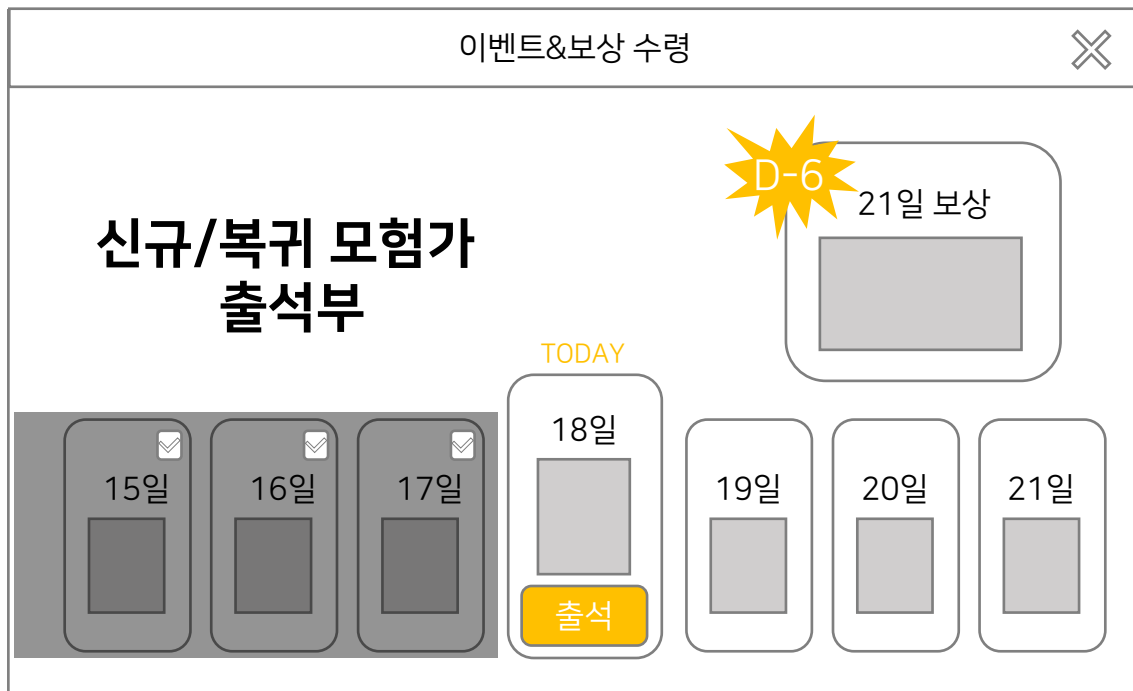 이벤트&보상 수령
D-6
21일 보상
신규/복귀 모험가
출석부
TODAY
15일
16일
17일
18일
19일
20일
21일
출석